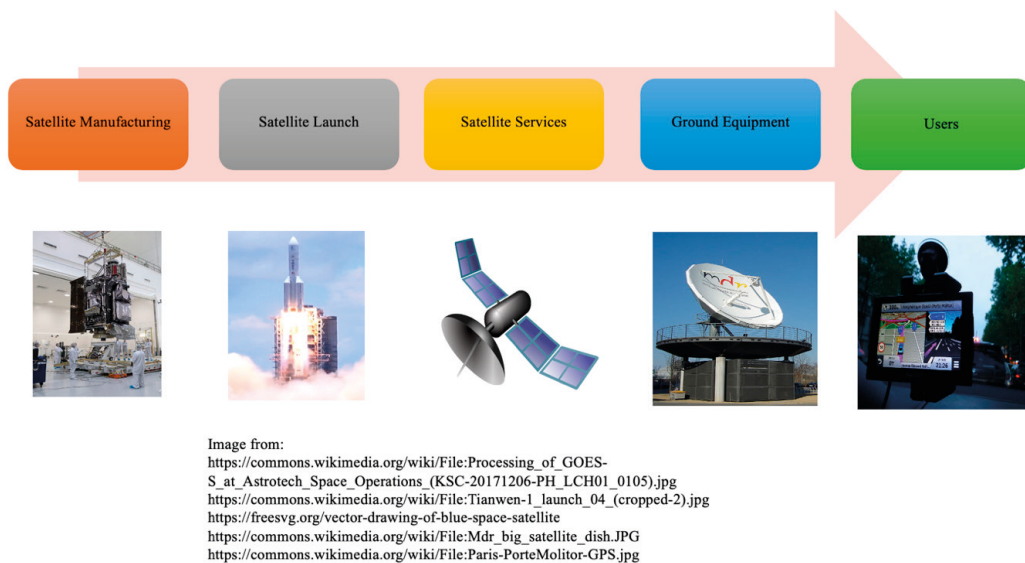 Satellite Manufacturing
Satellite Launch
Satellite Services
Ground Equipment
Users
mdr
Image from:
https://commons.wikimedia.org/wiki/File:Processing_of_GOES-
S_at_Astrotech_Space_Operations_(KSC-20171206-PH_LCH01_0105).jpg
https://commons.wikimedia.org/wiki/File:Tianwen-1_launch_04_(cropped-2).jpg
https://freesvg.org/vector-drawing-of-blue-space-satellite
https://commons.wikimedia.org/wiki/File:Mdr_big_satellite_dish.JPG
https://commons.wikimedia.org/wiki/File:Paris-PorteMolitor-GPS.jpg